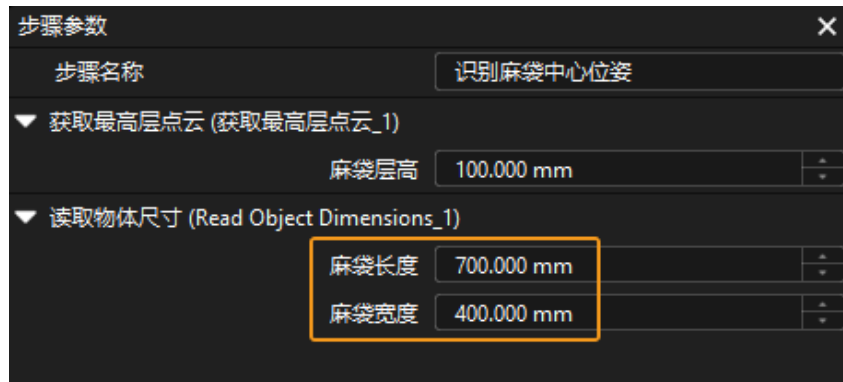 步骤参数
步骤名称 识别麻袋中心位姿
获取最高层点云 (获取最高层点云_1)
麻袋层高 100.000 mm
读取物体尺寸 (Read Object Dimensions_1)
麻袋长度 700.000 mm
麻袋宽度 400.000 mm